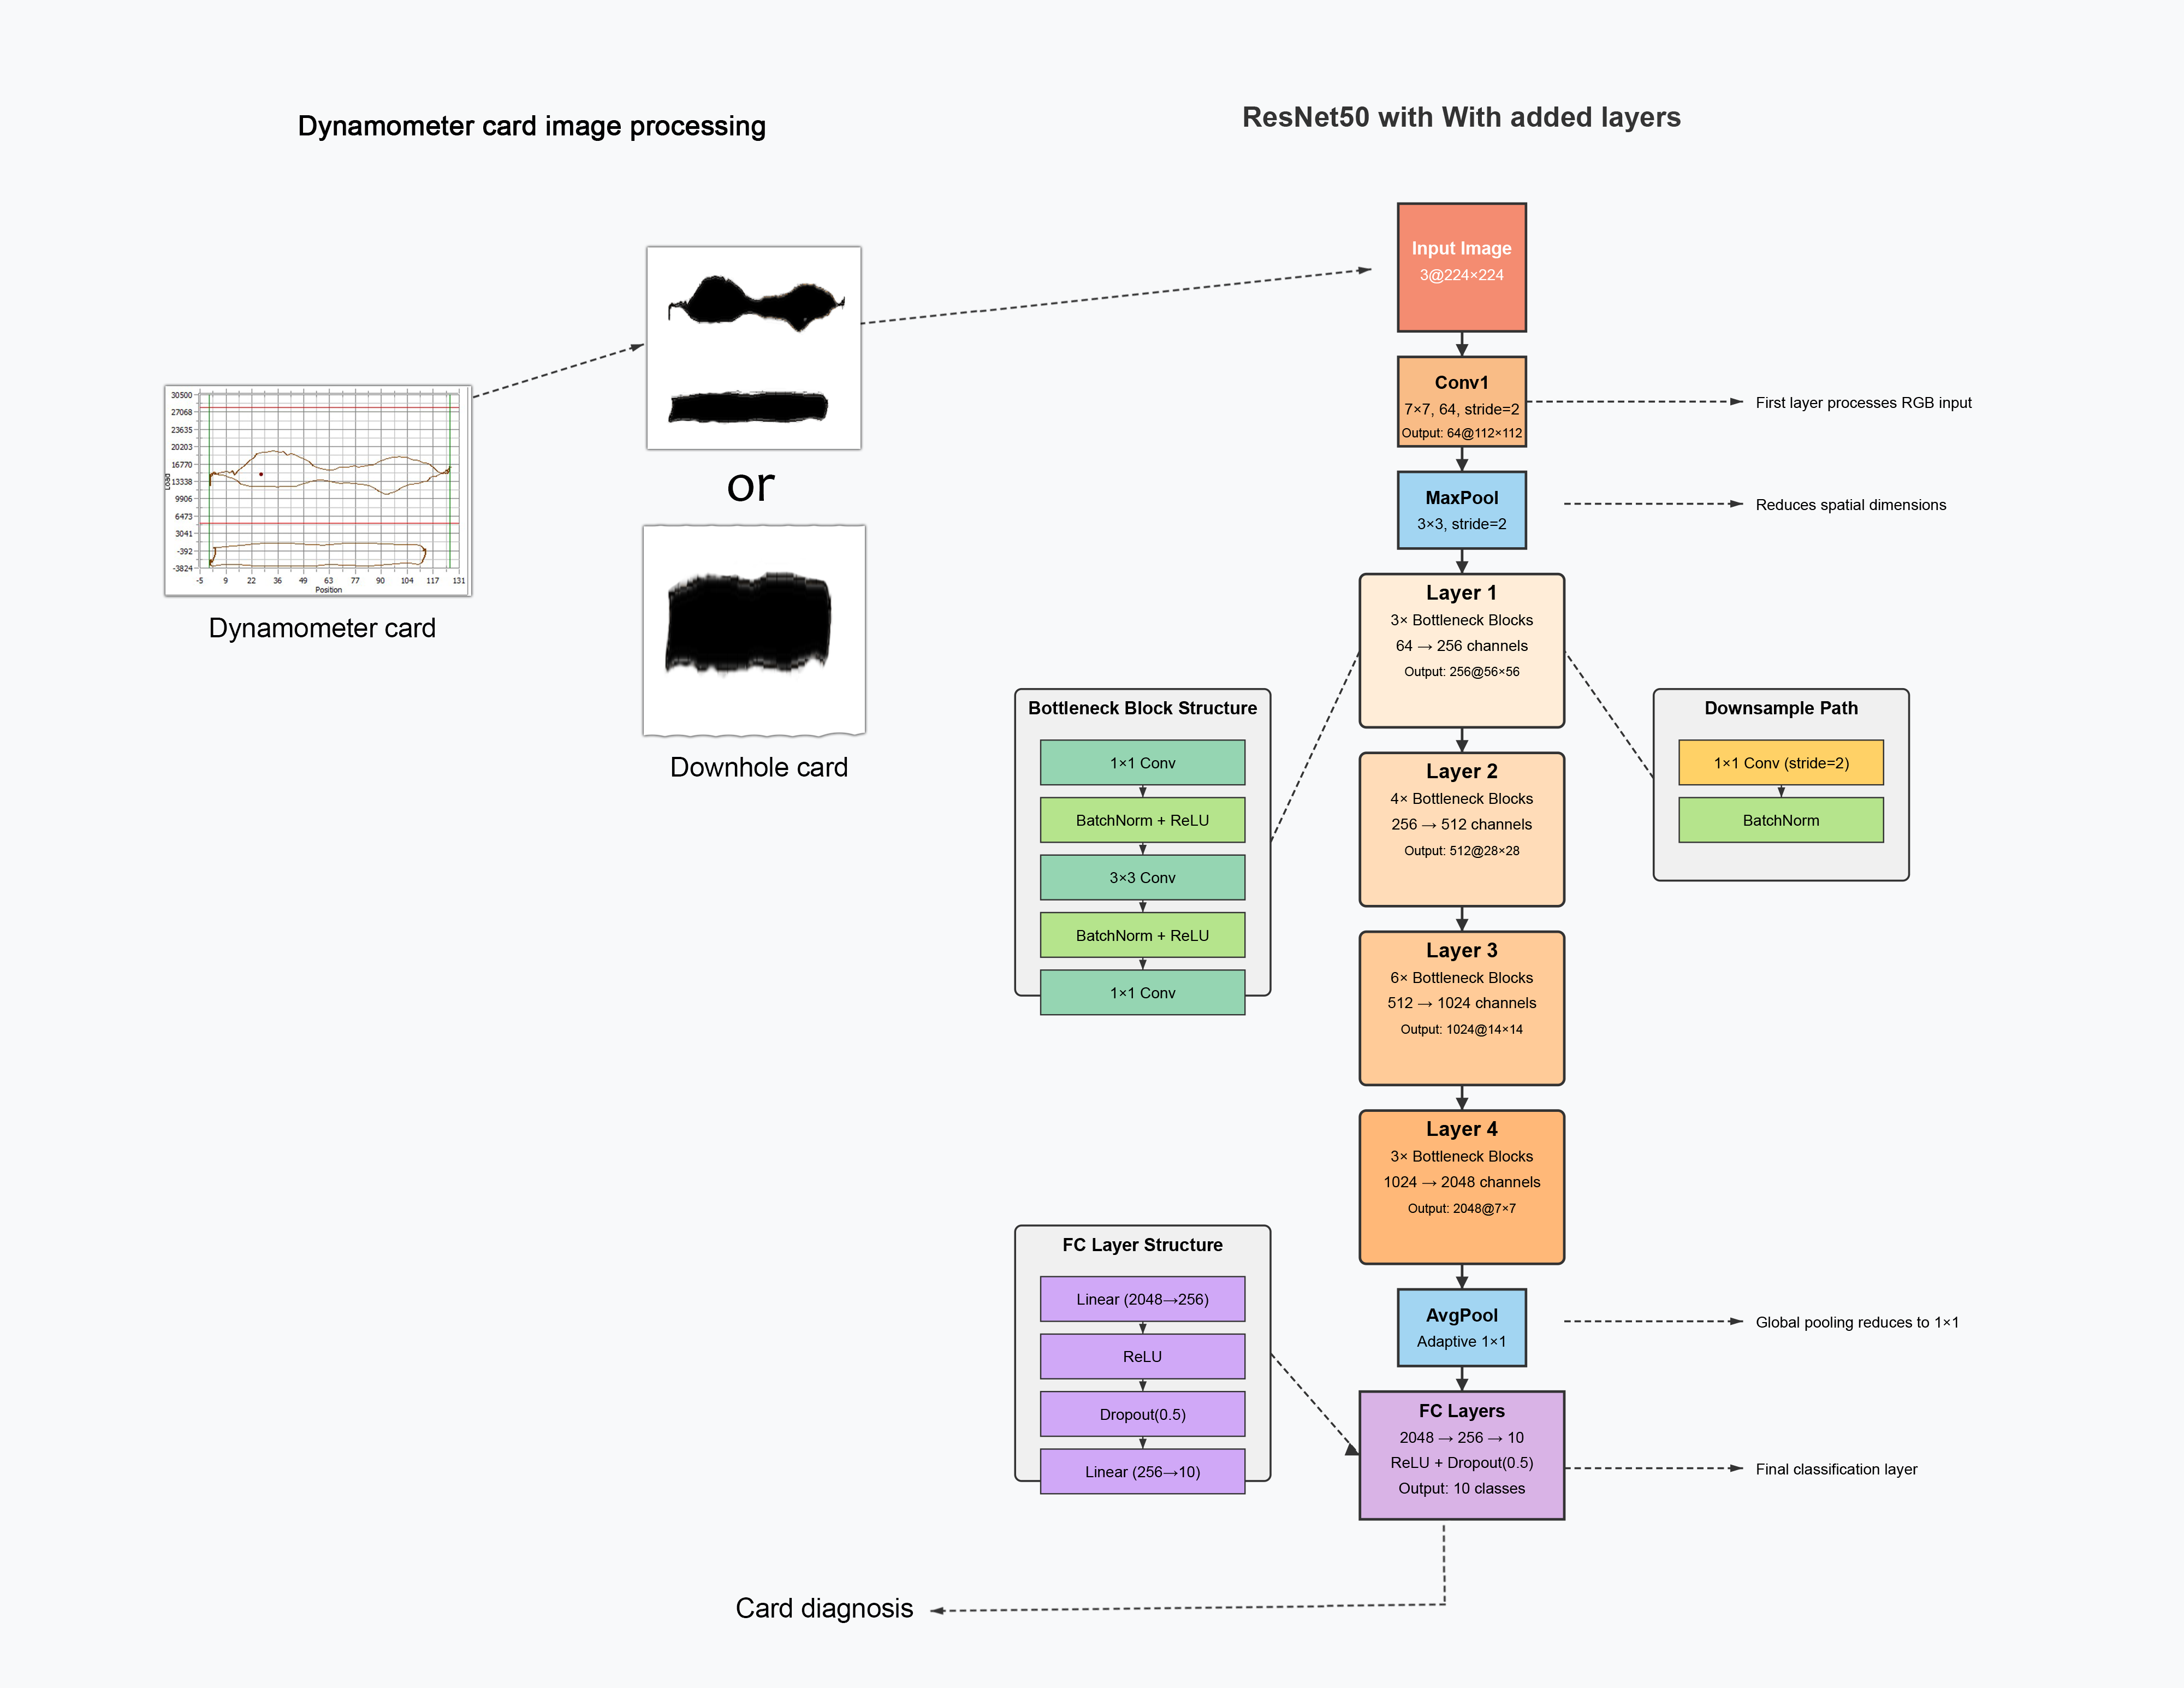 Dynamometer card image processing
30500
27068
23635
20203
16770
13338
9906
6473
3041
-392
-3824
Load
-5 9 22 36 49 63 77 90 104 117 131
Position
Dynamometer card
or
Downhole card
ResNet50 with With added layers
Input Image
3@224×224
Conv1
7×7, 64, stride=2
Output: 64@112×112
First layer processes RGB input
MaxPool
3×3, stride=2
Reduces spatial dimensions
Layer 1
3× Bottleneck Blocks
64 → 256 channels
Output: 256@56×56
Bottleneck Block Structure
1×1 Conv
BatchNorm + ReLU
3×3 Conv
BatchNorm + ReLU
1×1 Conv
Downsample Path
1×1 Conv (stride=2)
BatchNorm
Layer 2
4× Bottleneck Blocks
256 → 512 channels
Output: 512@28×28
Layer 3
6× Bottleneck Blocks
512 → 1024 channels
Output: 1024@14×14
Layer 4
3× Bottleneck Blocks
1024 → 2048 channels
Output: 2048@7×7
FC Layer Structure
Linear (2048→256)
ReLU
Dropout(0.5)
Linear (256→10)
AvgPool
Adaptive 1×1
Global pooling reduces to 1×1
FC Layers
2048 → 256 → 10
ReLU + Dropout(0.5)
Output: 10 classes
Final classification layer
Card diagnosis